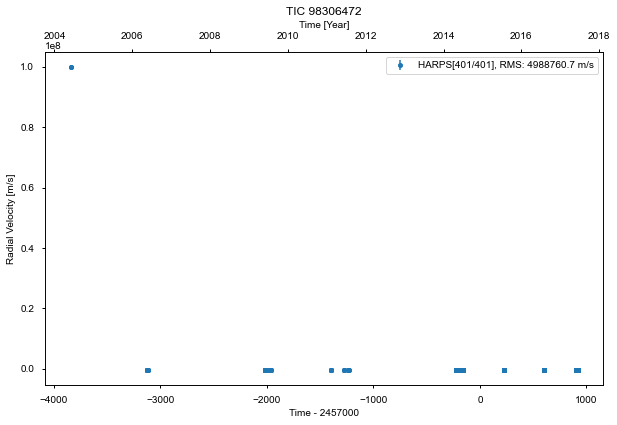 TIC 98306472
Time [Year]
2004 2006 2008 2010 2012 2014 2016 2018
1e8
HARPS[401/401], RMS: 4988760.7 m/s
1.0
0.8
0.6
0.4
0.2
0.0
Radial Velocity [m/s]
−4000 −3000 −2000 −1000 0 1000
Time - 2457000